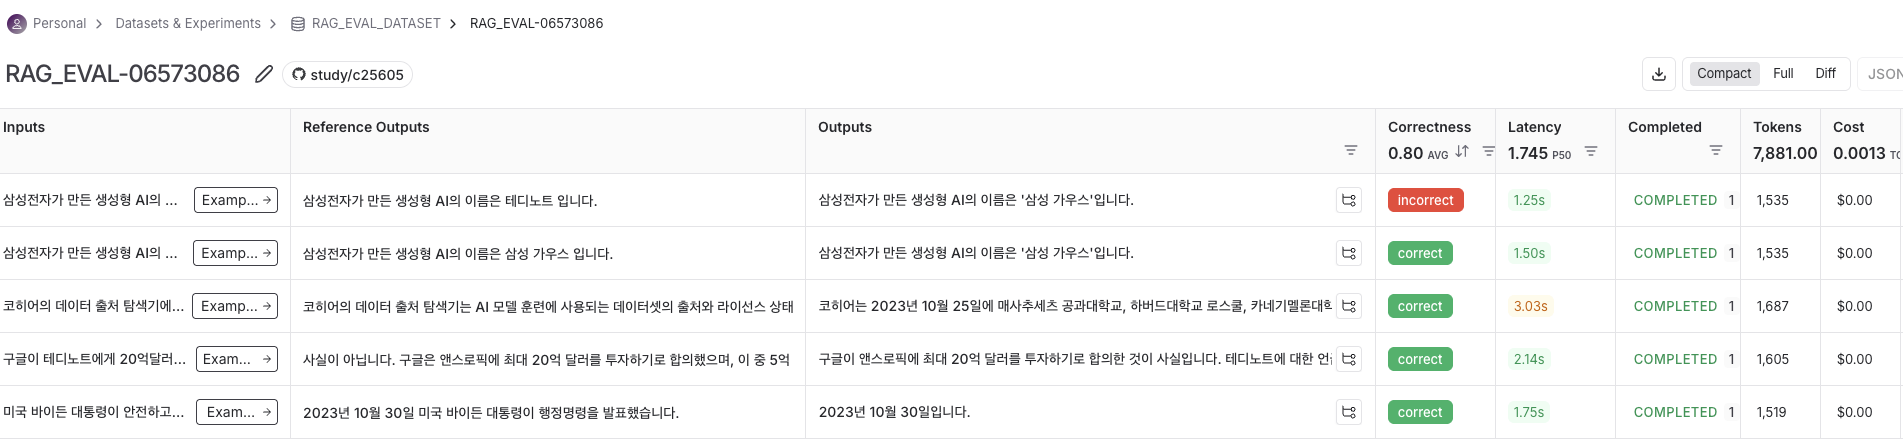 Personal > Datasets & Experiments > RAG_EVAL_DATASET > RAG_EVAL-06573086
RAG_EVAL-06573086 study/c25605 Compact Full Diff JSON
Inputs Reference Outputs Outputs Correctness Latency Completed Tokens Cost
0.80 AVG 1.745 P50 7,881.00 0.0013
삼성전자가 만든 생성형 AI의 ... Examp... → 삼성전자가 만든 생성형 AI의 이름은 테디노트 입니다. 삼성전자가 만든 생성형 AI의 이름은 '삼성 가우스'입니다. incorrect 1.25s COMPLETED 1 1,535 $0.00
삼성전자가 만든 생성형 AI의 ... Examp... → 삼성전자가 만든 생성형 AI의 이름은 삼성 가우스 입니다. 삼성전자가 만든 생성형 AI의 이름은 '삼성 가우스'입니다. correct 1.50s COMPLETED 1 1,535 $0.00
코히어의 데이터 출처 탐색기에... Examp... → 코히어의 데이터 출처 탐색기는 AI 모델 훈련에 사용되는 데이터셋의 출처와 라이선스 상태 코히어는 2023년 10월 25일에 매사추세츠 공과대학교, 하버드대학교 로스쿨, 카네기멜론대학 correct 3.03s COMPLETED 1 1,687 $0.00
구글이 테디노트에게 20억달러... Exam... → 사실이 아닙니다. 구글은 앤스로픽에 최대 20억 달러를 투자하기로 합의했으며, 이 중 5억 구글이 앤스로픽에 최대 20억 달러를 투자하기로 합의한 것이 사실입니다. 테디노트에 대한 correct 2.14s COMPLETED 1 1,605 $0.00
미국 바이든 대통령이 안전하고... Exam... → 2023년 10월 30일 미국 바이든 대통령이 행정명령을 발표했습니다. 2023년 10월 30일입니다. correct 1.75s COMPLETED 1 1,519 $0.00